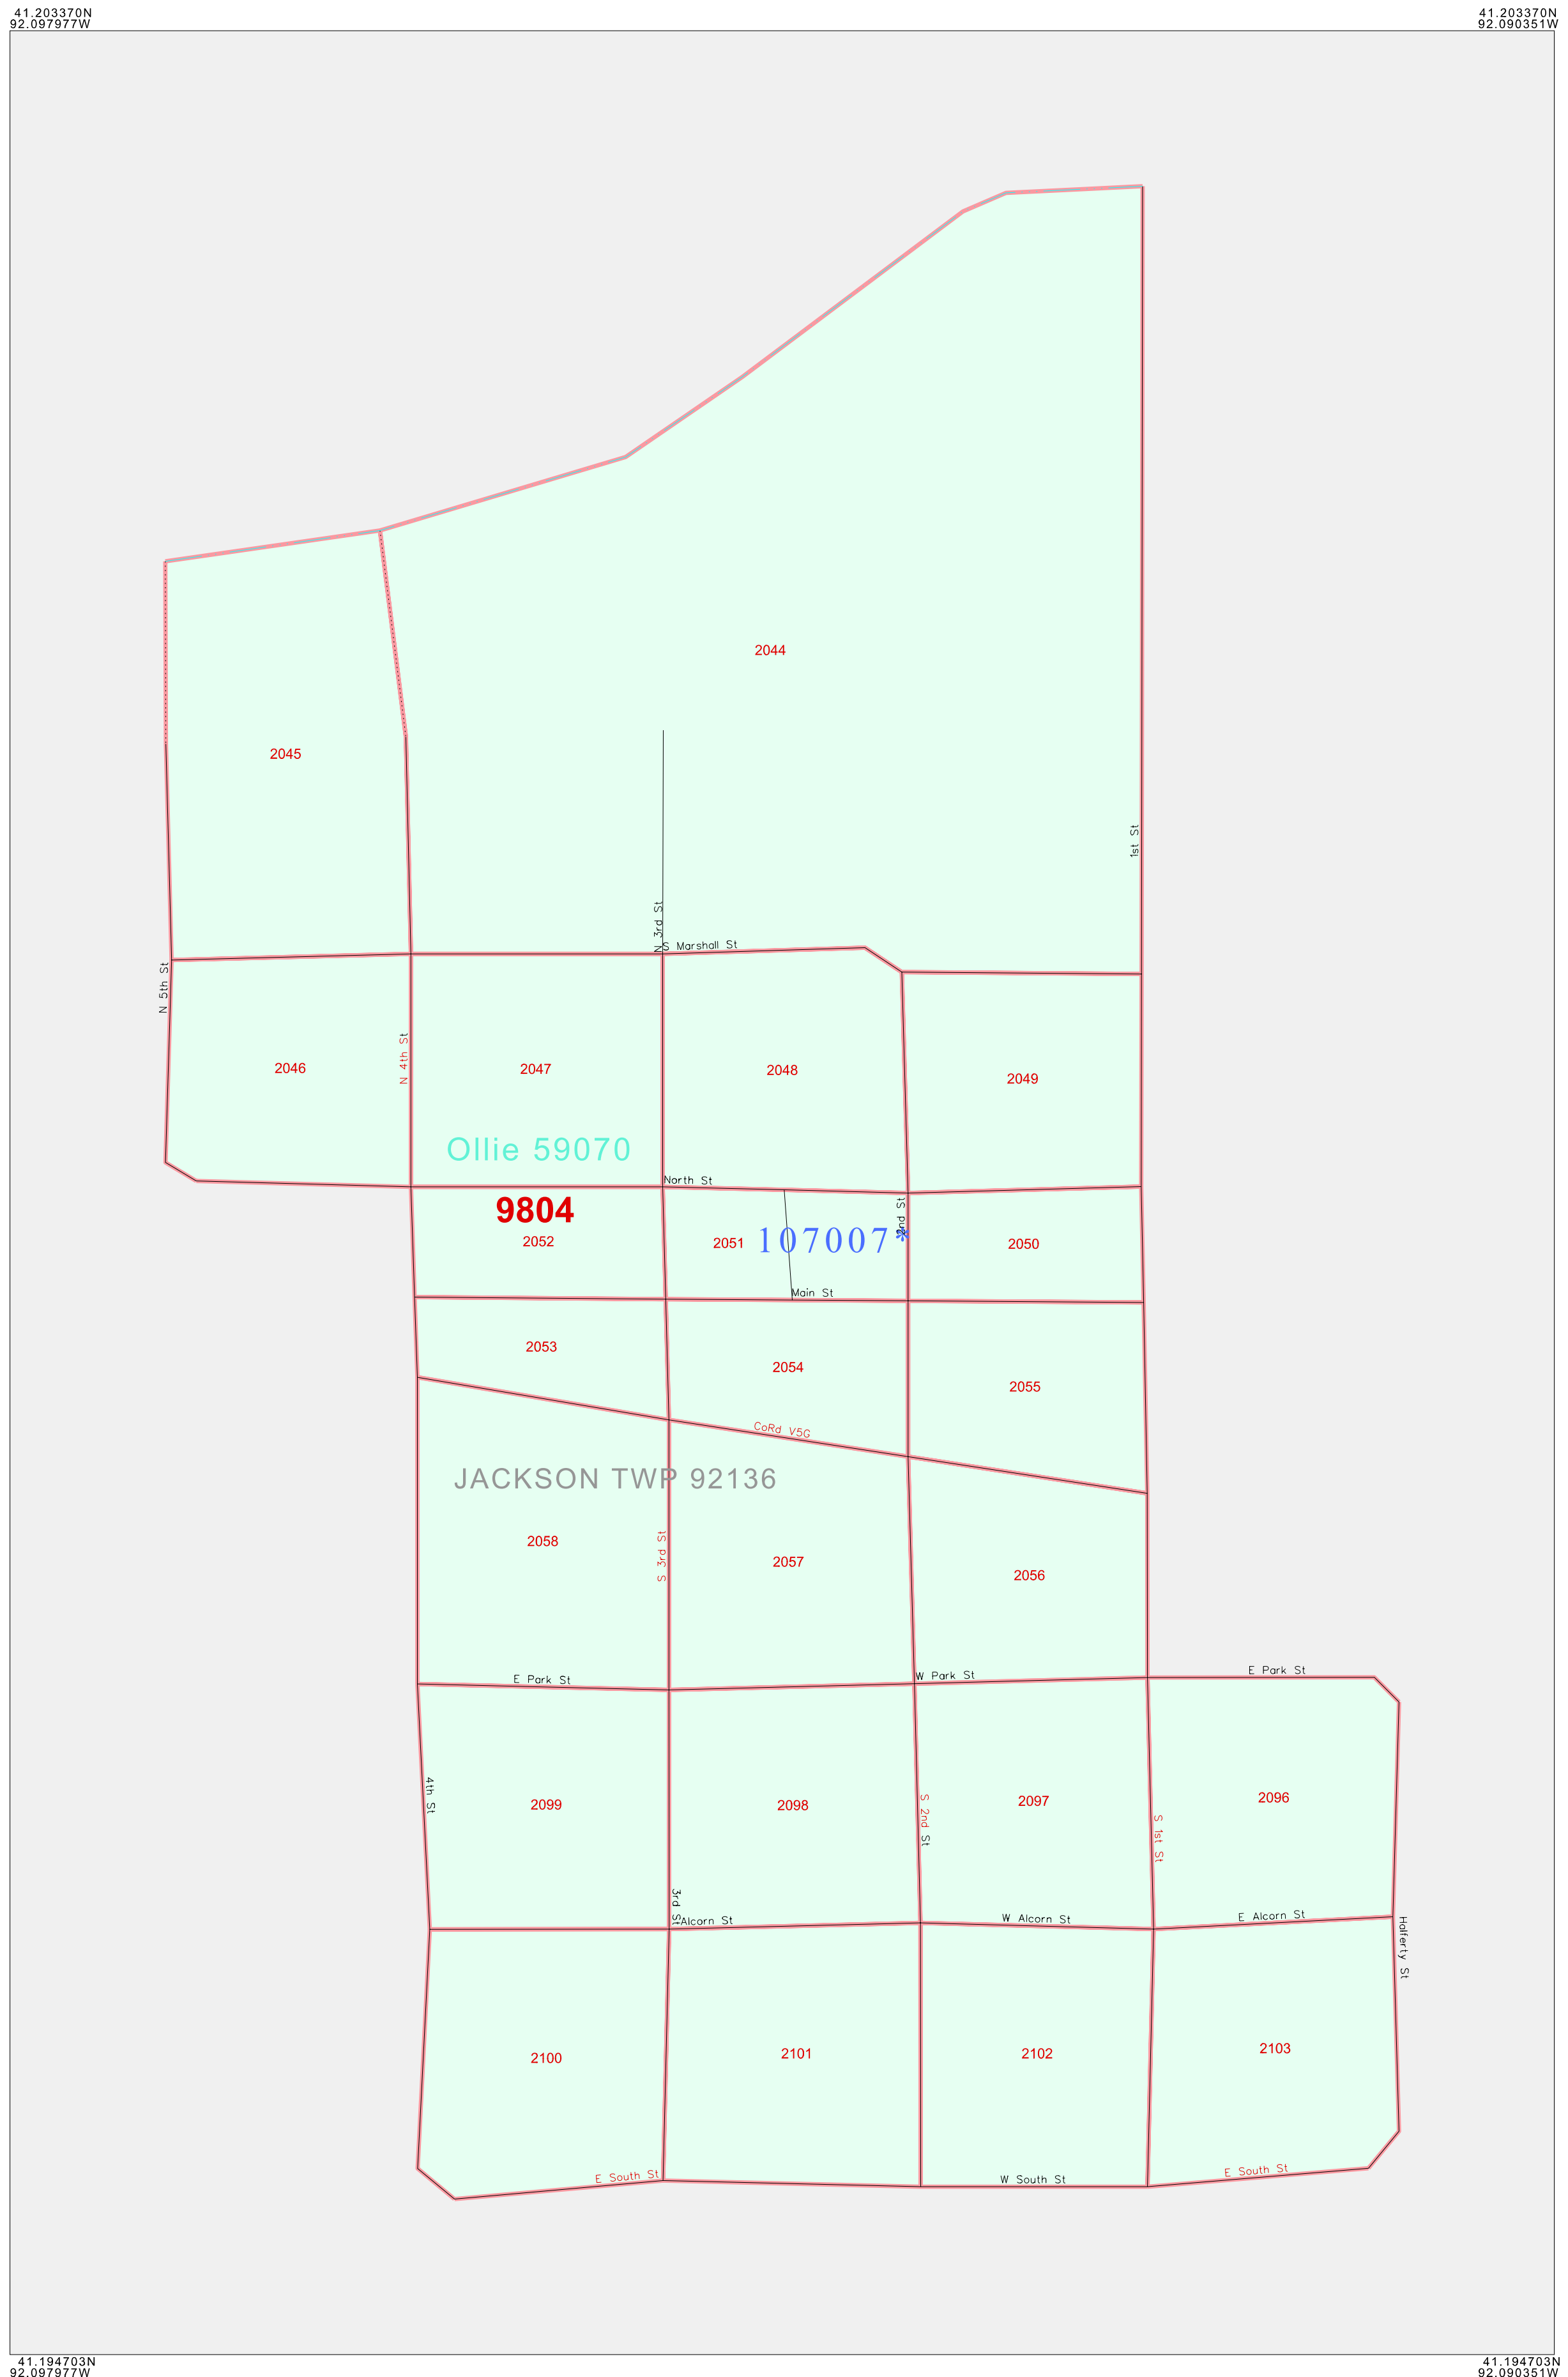 41.203370N
92.097977W
41.203370N
92.090351W
2044
2045
1st St
N 3rd St
S Marshall St
N 5th St
N 4th St
2046
2047
2048
2049
Ollie 59070
North St
9804
2nd St
2052
2051
107007*
2050
Main St
2053
2054
2055
CoRd V5G
JACKSON TWP 92136
2058
S 3rd St
2057
2056
E Park St
W Park St
E Park St
4th St
2099
2098
S 2nd St
2097
S 1st St
2096
3rd St
Alcorn St
W Alcorn St
E Alcorn St
Halferty St
2100
2101
2102
2103
E South St
W South St
E South St
41.194703N
92.097977W
41.194703N
92.090351W